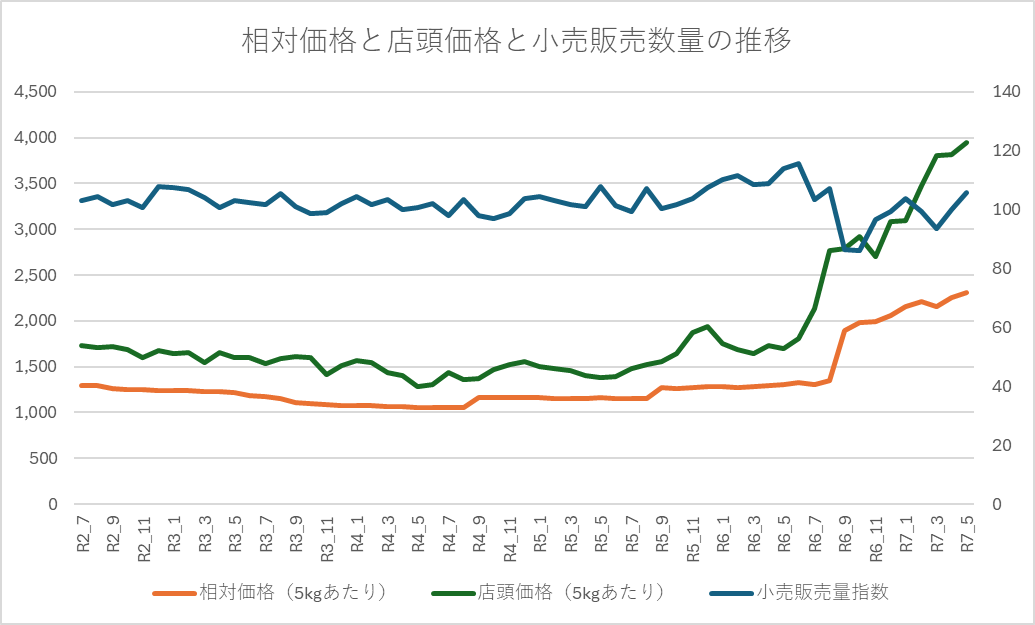 相対価格と店頭価格と小売販売数量の推移
4,500
4,000
3,500
3,000
2,500
2,000
1,500
1,000
500
0
140
120
100
80
60
40
20
0
R2_7
R2_9
R2_11
R3_1
R3_3
R3_5
R3_7
R3_9
R3_11
R4_1
R4_3
R4_5
R4_7
R4_9
R4_11
R5_1
R5_3
R5_5
R5_7
R5_9
R5_11
R6_1
R6_3
R6_5
R6_7
R6_9
R6_11
R7_1
R7_3
R7_5
相対価格（5kgあたり） 店頭価格（5kgあたり） 小売販売量指数